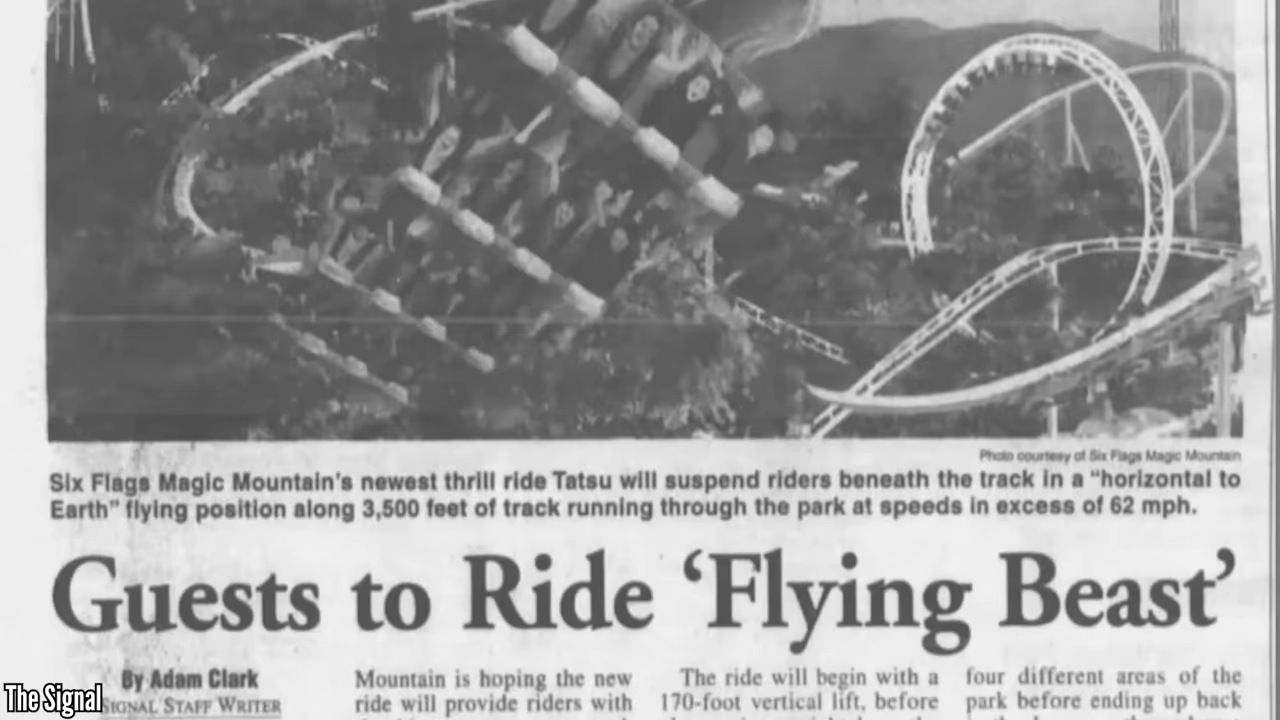 Photo courtesy of Six Flags Magic Mountain
Six Flags Magic Mountain's newest thrill ride Tatsu will suspend riders beneath the track in a "horizontal to
Earth" flying position along 3,500 feet of track running through the park at speeds in excess of 62 mph.
Guests to Ride 'Flying Beast'
By Adam Clark
SIGNAL STAFF WRITER
Mountain is hoping the new
ride will provide riders with
The ride will begin with a
170-foot vertical lift, before
four different areas of the
park before ending up back
The Signal